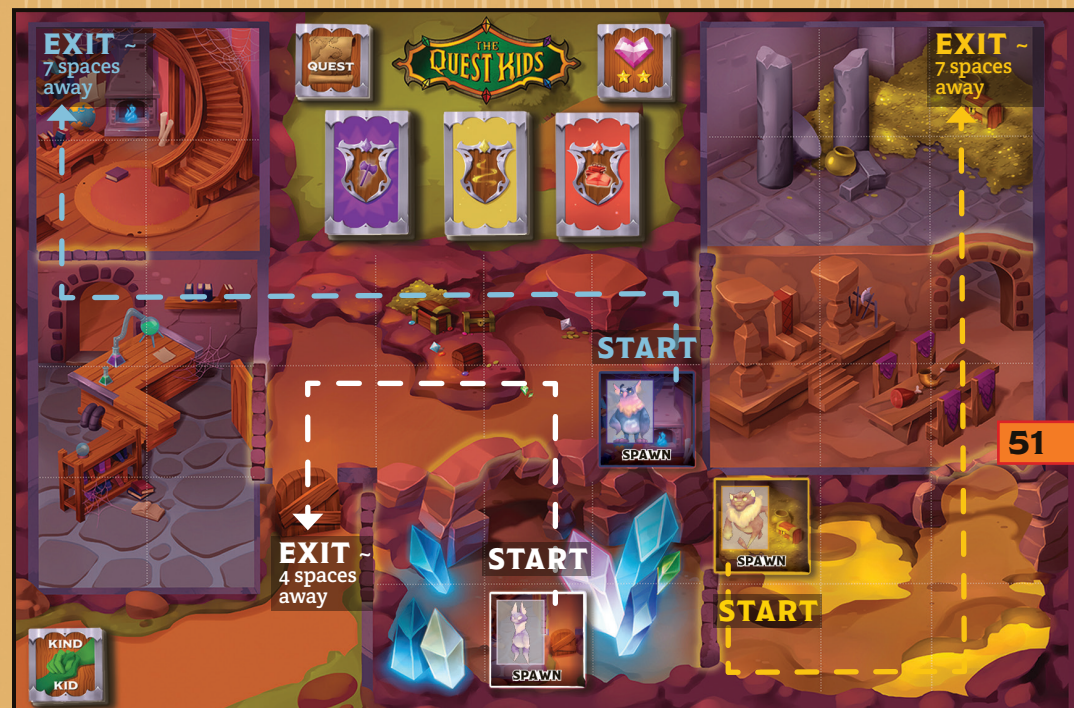 EXIT ~
7 spaces
away
QUEST
THE
QUEST KIDS
EXIT ~
7 spaces
away
START
SPAWN
51
EXIT ~
4 spaces
away
START
SPAWN
SPAWN
START
KIND
KID